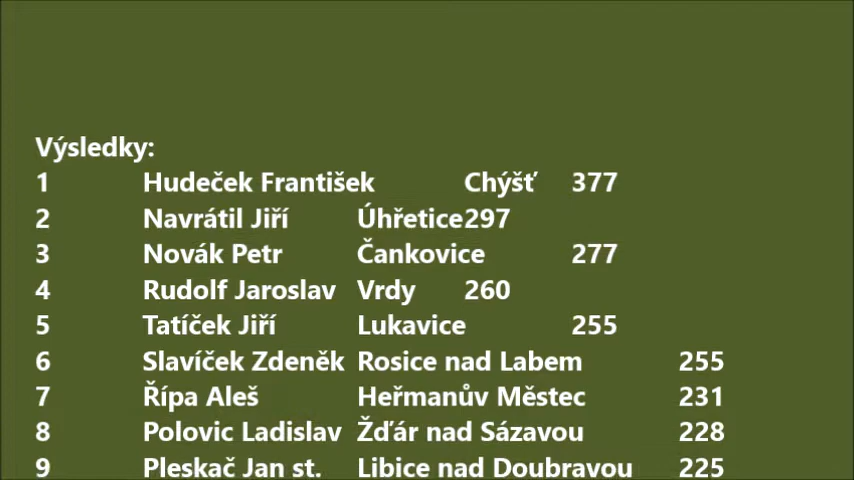 Výsledky:
1 Hudeček František Chýšť 377
2 Navrátil Jiří Úhřetice297
3 Novák Petr Čankovice 277
4 Rudolf Jaroslav Vrdy 260
5 Tatíček Jiří Lukavice 255
6 Slavíček Zdeněk Rosice nad Labem 255
7 Řípa Aleš Heřmanův Městec 231
8 Polovic Ladislav Žďár nad Sázavou 228
9 Pleskač Jan st. Libice nad Doubravou 225